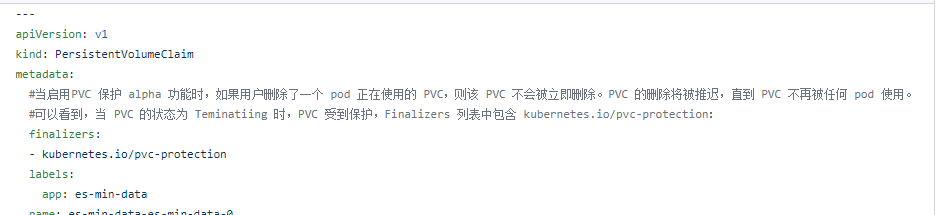 ---
apiVersion: v1
kind: PersistentVolumeClaim
metadata:
#当启用PVC 保护 alpha 功能时，如果用户删除了一个 pod 正在使用的 PVC，则该 PVC 不会被立即删除。PVC 的删除将被推迟，直到 PVC 不再被任何 pod 使用。
#可以看到，当 PVC 的状态为 Teminatiing 时，PVC 受到保护，Finalizers 列表中包含 kubernetes.io/pvc-protection:
finalizers:
- kubernetes.io/pvc-protection
labels:
app: es-min-data
name: es-min-data-es-min-data-0